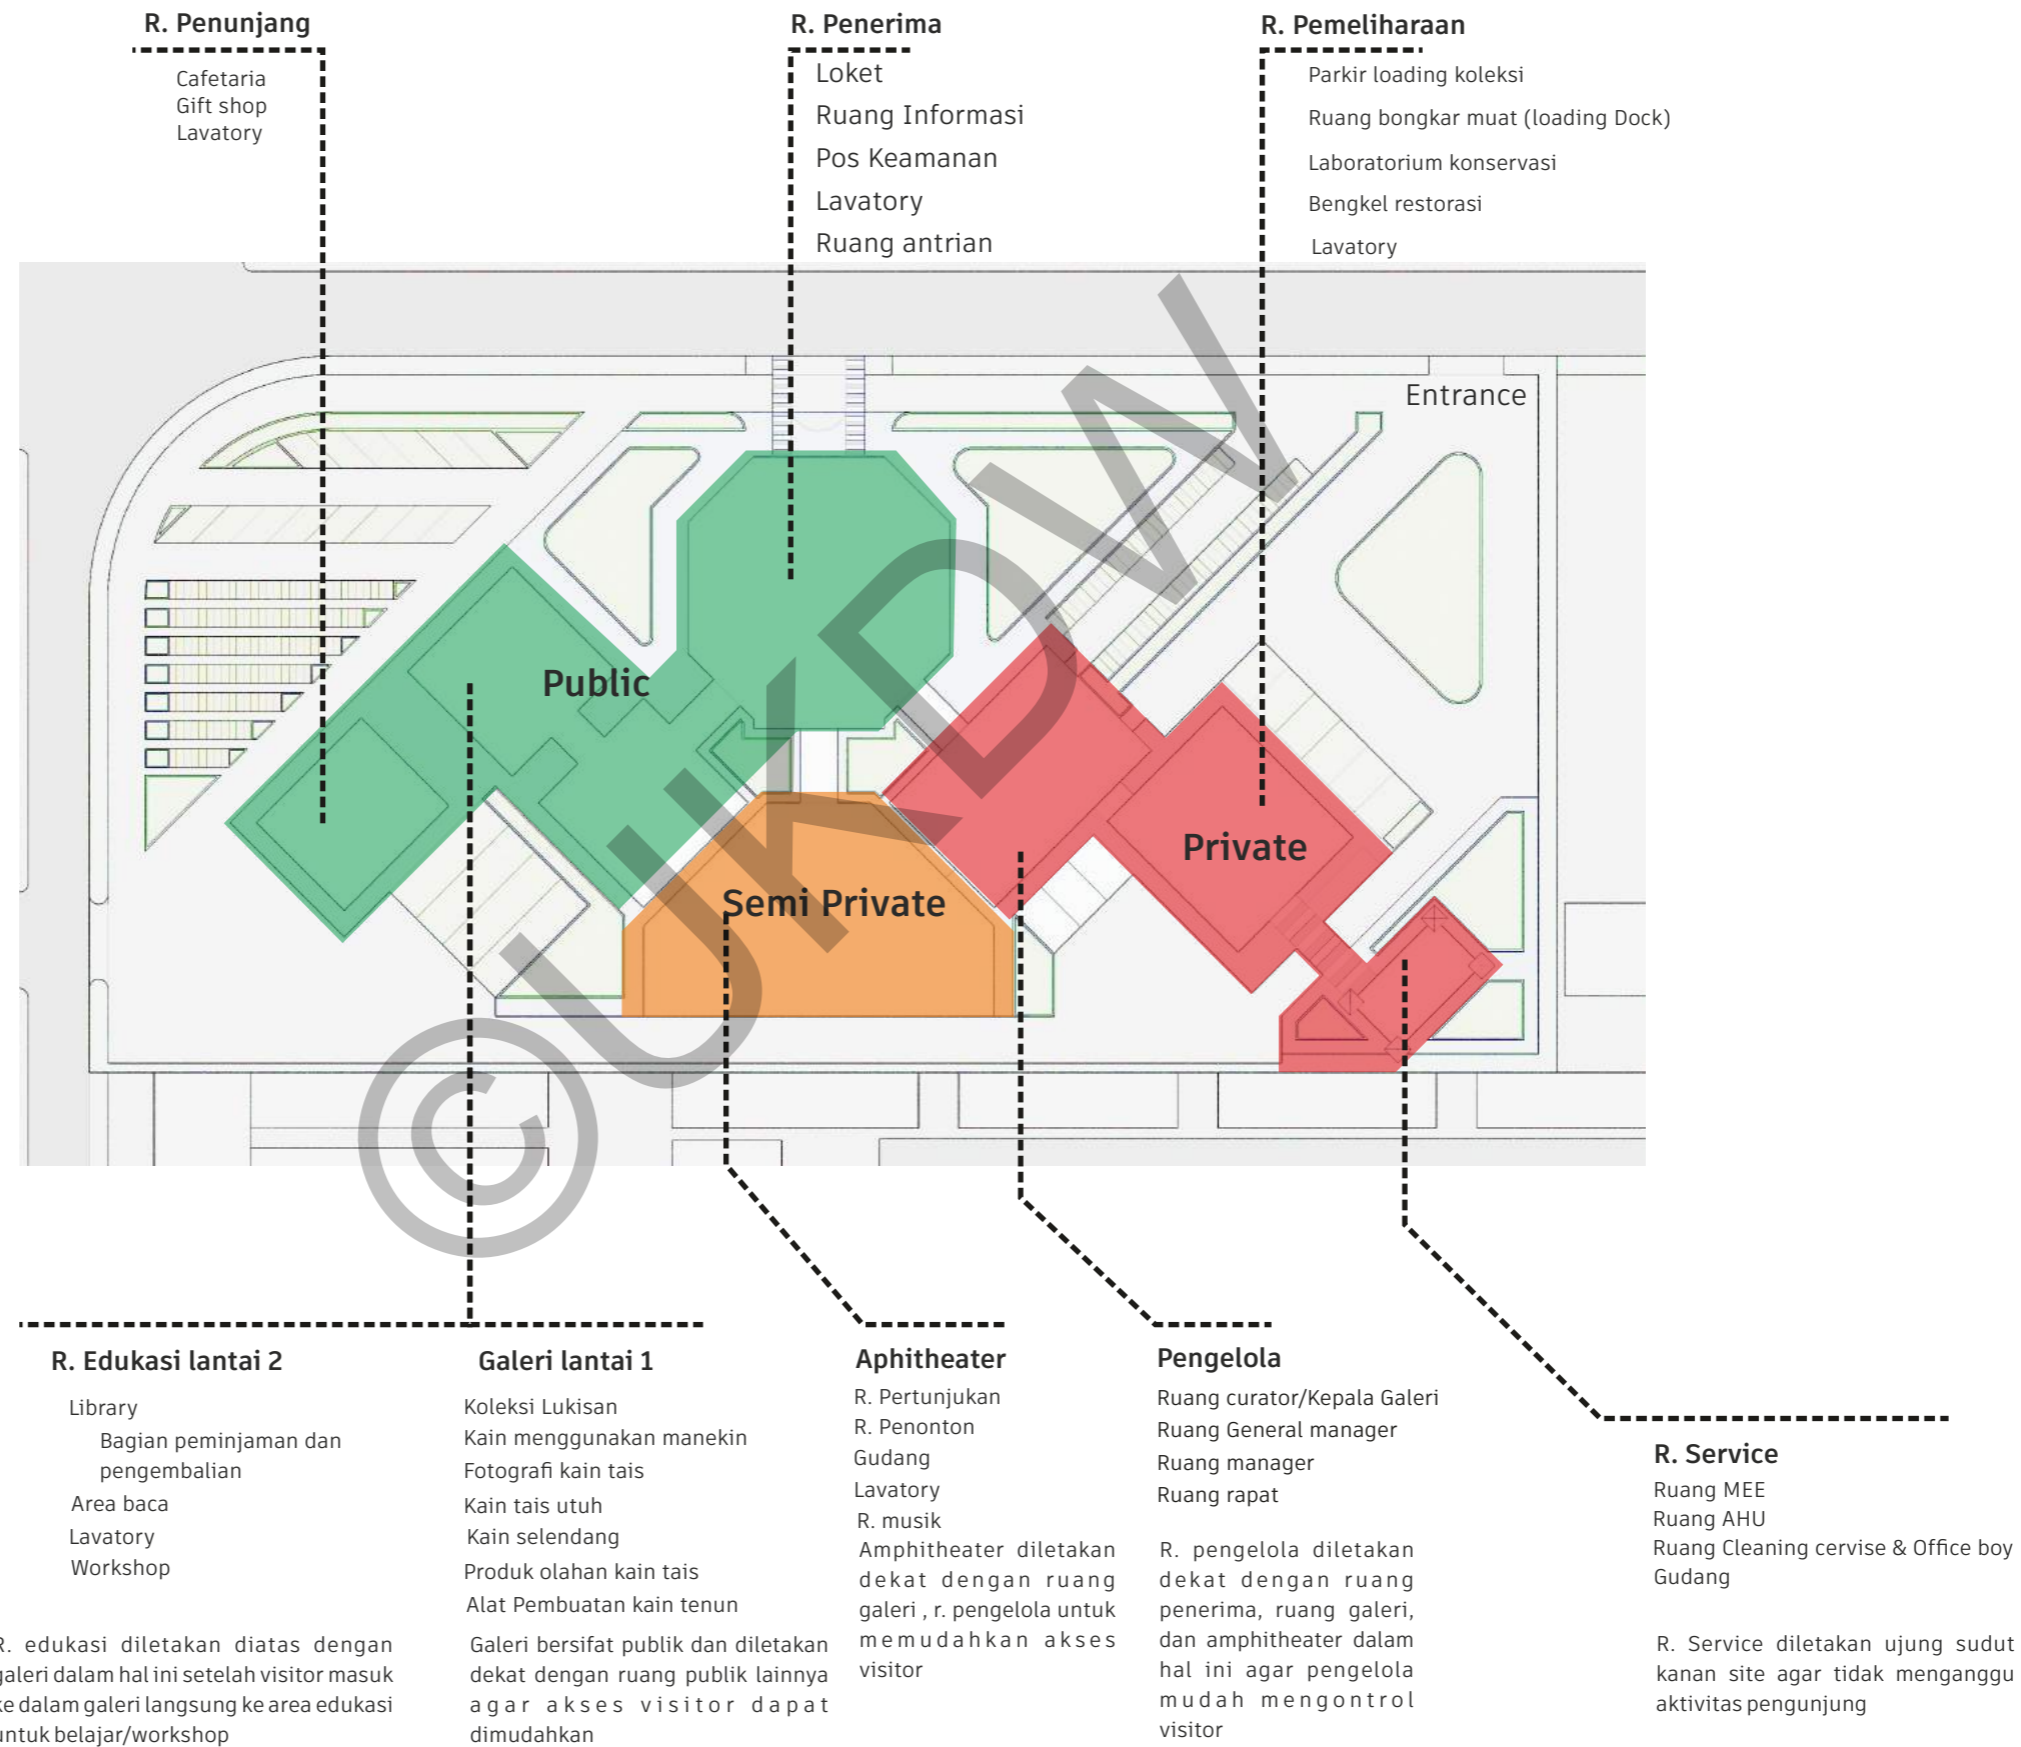 R. Penunjang
Cafetaria
Gift shop
Lavatory
R. Penerima
Loket
Ruang Informasi
Pos Keamanan
Lavatory
Ruang antrian
R. Pemeliharaan
Parkir loading koleksi
Ruang bongkar muat (loading Dock)
Laboratorium konservasi
Bengkel restorasi
Lavatory
Entrance
Public
Semi Private
Private
©UKDW
R. Edukasi lantai 2
Library
Bagian peminjaman dan
pengembalian
Area baca
Lavatory
Workshop
R. edukasi diletakan diatas dengan
galeri dalam hal ini setelah visitor masuk
ke dalam galeri langsung ke area edukasi
untuk belajar/workshop
Galeri lantai 1
Koleksi Lukisan
Kain menggunakan manekin
Fotografi kain tais
Kain tais utuh
Kain selendang
Produk olahan kain tais
Alat Pembuatan kain tenun
Galeri bersifat publik dan diletakan
dekat dengan ruang publik lainnya
agar akses visitor dapat
dimudahkan
Aphitheater
R. Pertunjukan
R. Penonton
Gudang
Lavatory
R. musik
Amphitheater diletakan
dekat dengan ruang
galeri , r. pengelola untuk
memudahkan akses
visitor
Pengelola
Ruang curator/Kepala Galeri
Ruang General manager
Ruang manager
Ruang rapat
R. pengelola diletakan
dekat dengan ruang
penerima, ruang galeri,
dan amphitheater dalam
hal ini agar pengelola
mudah mengontrol
visitor
R. Service
Ruang MEE
Ruang AHU
Ruang Cleaning cervise & Office boy
Gudang
R. Service diletakan ujung sudut
kanan site agar tidak menganggu
aktivitas pengunjung